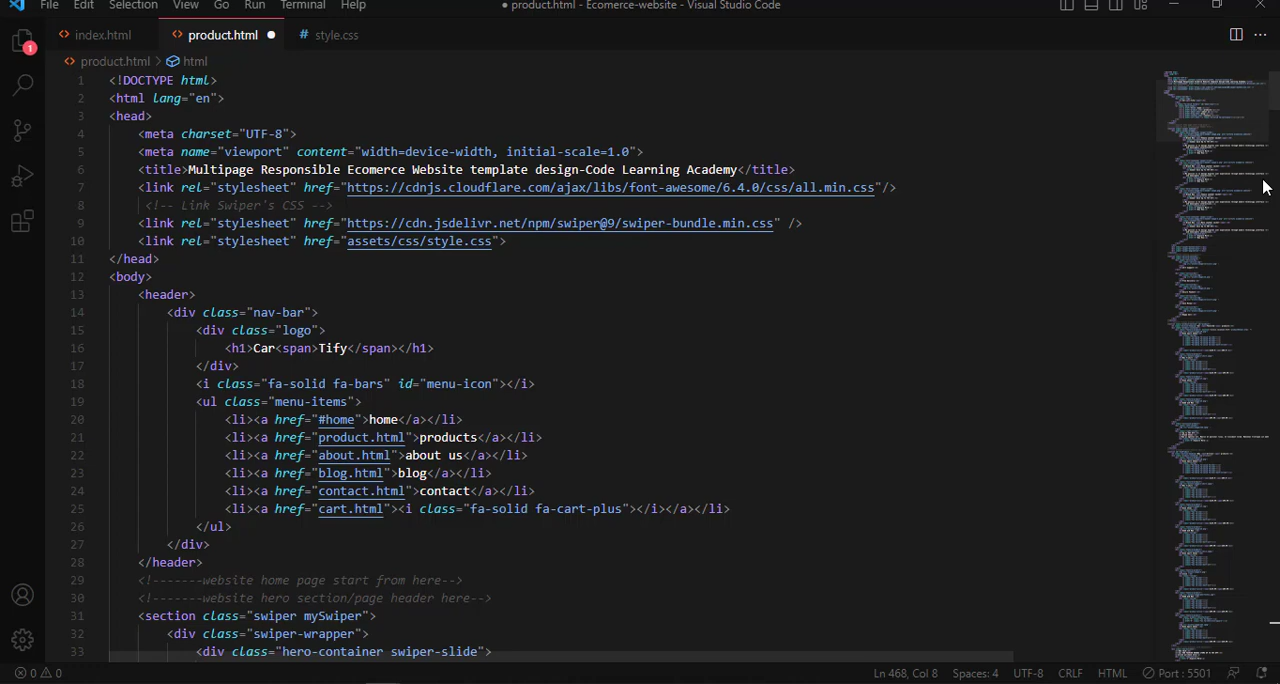 File Edit Selection View Go Run Terminal Help ● product.html - Ecomerce-website - Visual Studio Code
index.html product.html ● # style.css
product.html > html
1
1 <!DOCTYPE html>
2 <html lang="en">
3 <head>
4 <meta charset="UTF-8">
5 <meta name="viewport" content="width=device-width, initial-scale=1.0">
6 <title>Multipage Responsible Ecomerce Website template design-Code Learning Academy</title>
7 <link rel="stylesheet" href="https://cdnjs.cloudflare.com/ajax/libs/font-awesome/6.4.0/css/all.min.css"/>
8 <!-- Link Swiper's CSS -->
9 <link rel="stylesheet" href="https://cdn.jsdelivr.net/npm/swiper@9/swiper-bundle.min.css" />
10 <link rel="stylesheet" href="assets/css/style.css">
11 </head>
12 <body>
13 <header>
14 <div class="nav-bar">
15 <div class="logo">
16 <h1>Car<span>Tify</span></h1>
17 </div>
18 <i class="fa-solid fa-bars" id="menu-icon"></i>
19 <ul class="menu-items">
20 <li><a href="#home">home</a></li>
21 <li><a href="product.html">products</a></li>
22 <li><a href="about.html">about us</a></li>
23 <li><a href="blog.html">blog</a></li>
24 <li><a href="contact.html">contact</a></li>
25 <li><a href="cart.html"><i class="fa-solid fa-cart-plus"></i></a></li>
26 </ul>
27 </div>
28 </header>
29 <!-------website home page start from here-->
30 <!-------website hero section/page header here-->
31 <section class="swiper mySwiper">
32 <div class="swiper-wrapper">
33 <div class="hero-container swiper-slide">
0 0 Ln 468, Col 8 Spaces: 4 UTF-8 CRLF HTML Port : 5501